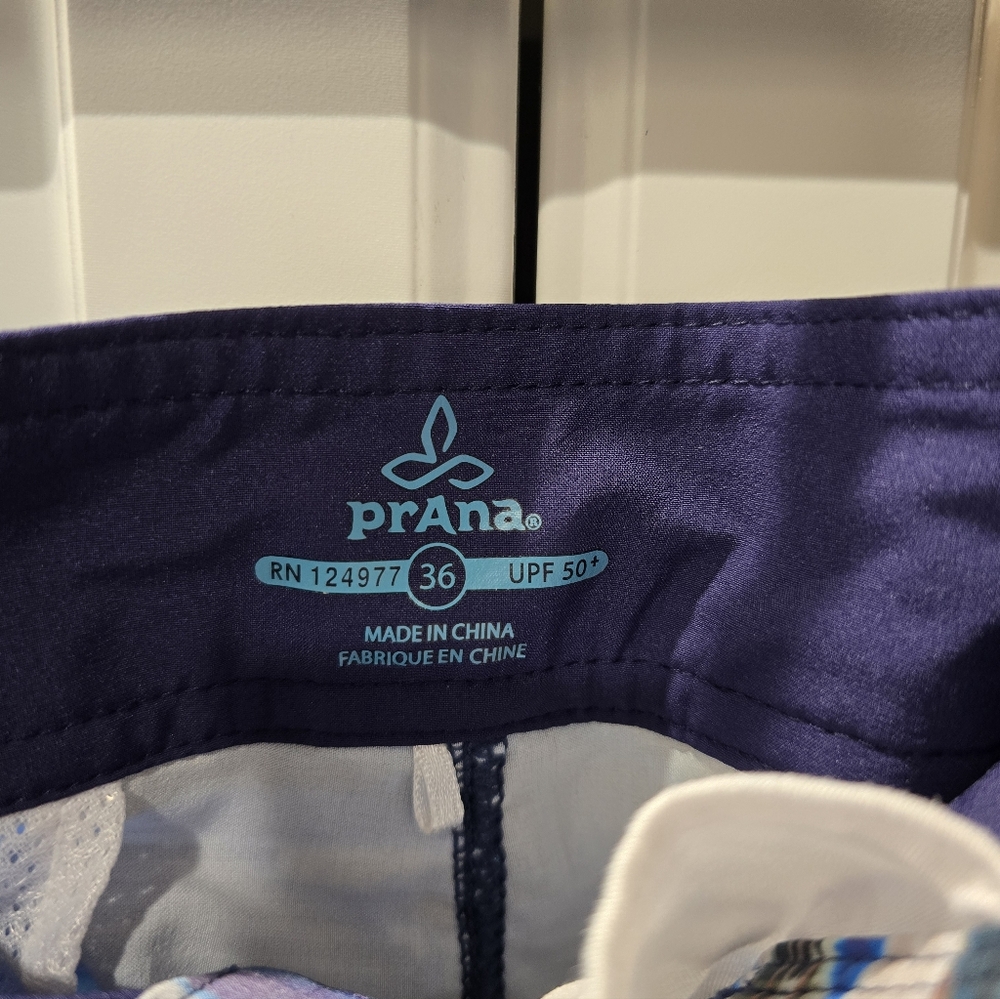 prAna®
RN 124977 36 UPF 50+
MADE IN CHINA
FABRIQUE EN CHINE